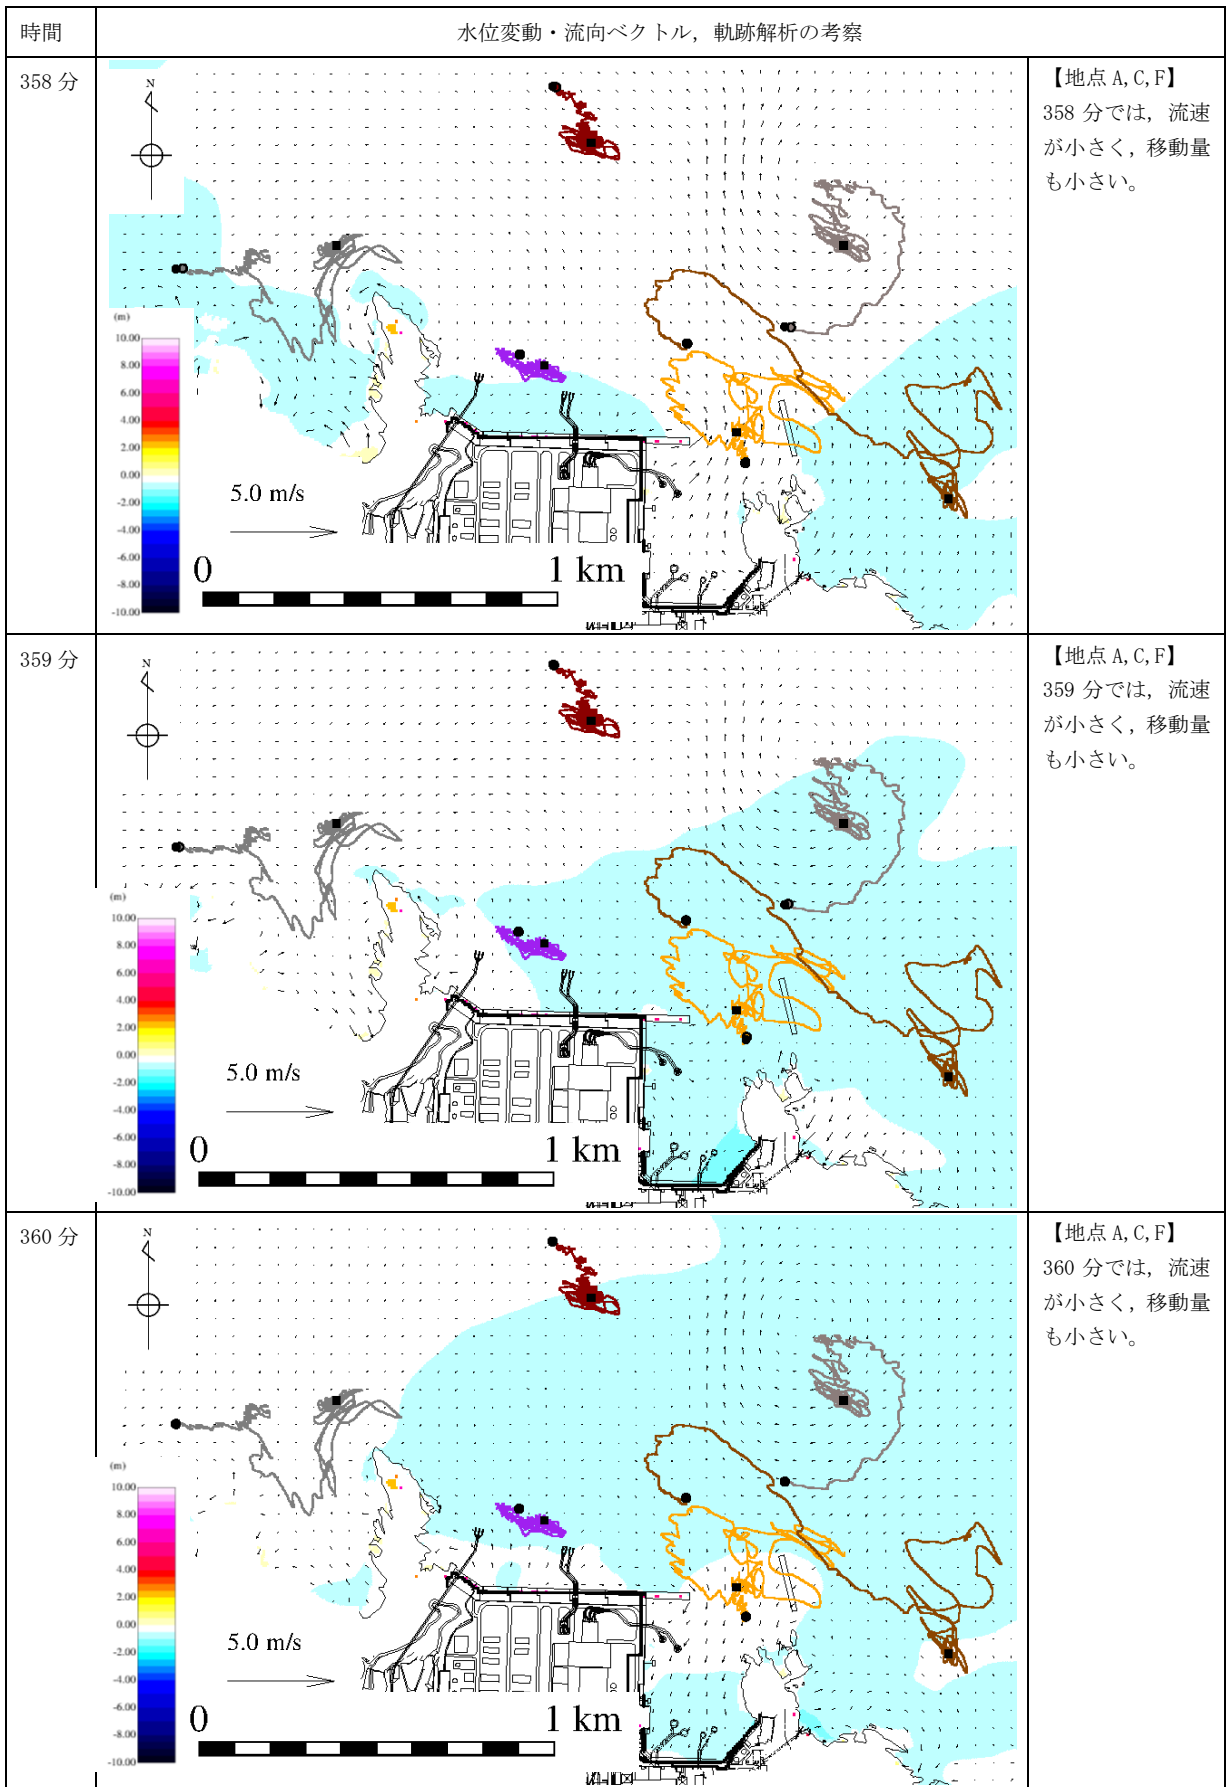 時間
水位変動・流向ベクトル，軌跡解析の考察
358 分
N
(m)
10.00
8.00
6.00
4.00
2.00
0.00
-2.00
-4.00
-6.00
-8.00
-10.00
5.0 m/s
0
1 km
【地点 A,C,F】
358 分では，流速
が小さく，移動量
も小さい。
359 分
N
(m)
10.00
8.00
6.00
4.00
2.00
0.00
-2.00
-4.00
-6.00
-8.00
-10.00
5.0 m/s
0
1 km
【地点 A,C,F】
359 分では，流速
が小さく，移動量
も小さい。
360 分
N
(m)
10.00
8.00
6.00
4.00
2.00
0.00
-2.00
-4.00
-6.00
-8.00
-10.00
5.0 m/s
0
1 km
【地点 A,C,F】
360 分では，流速
が小さく，移動量
も小さい。